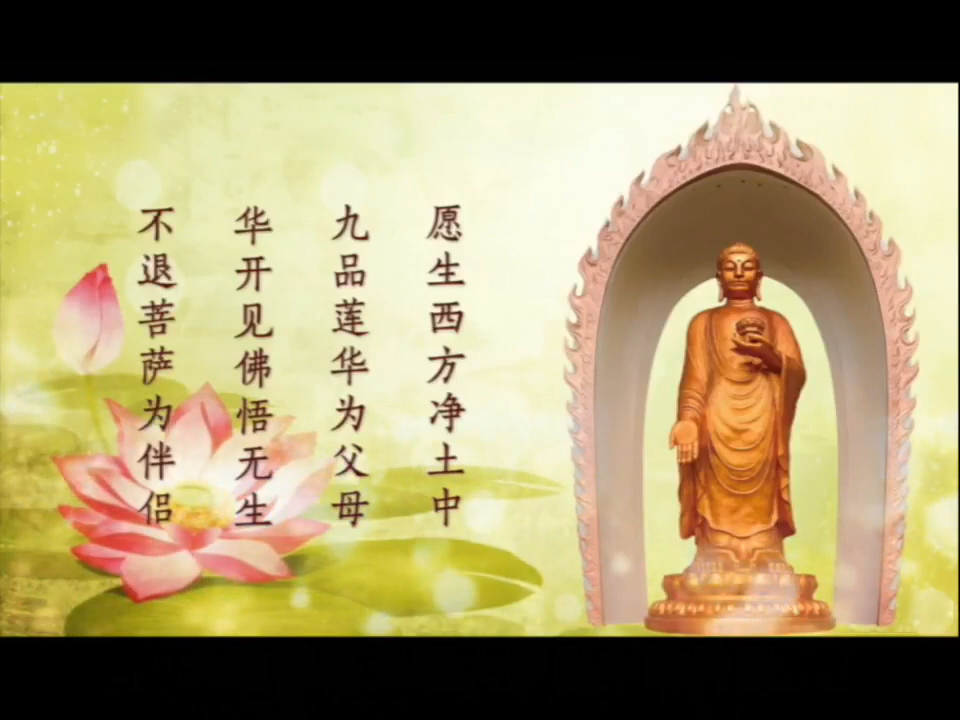 愿生西方净土中
九品莲华为父母
华开见佛悟无生
不退菩萨为伴侣